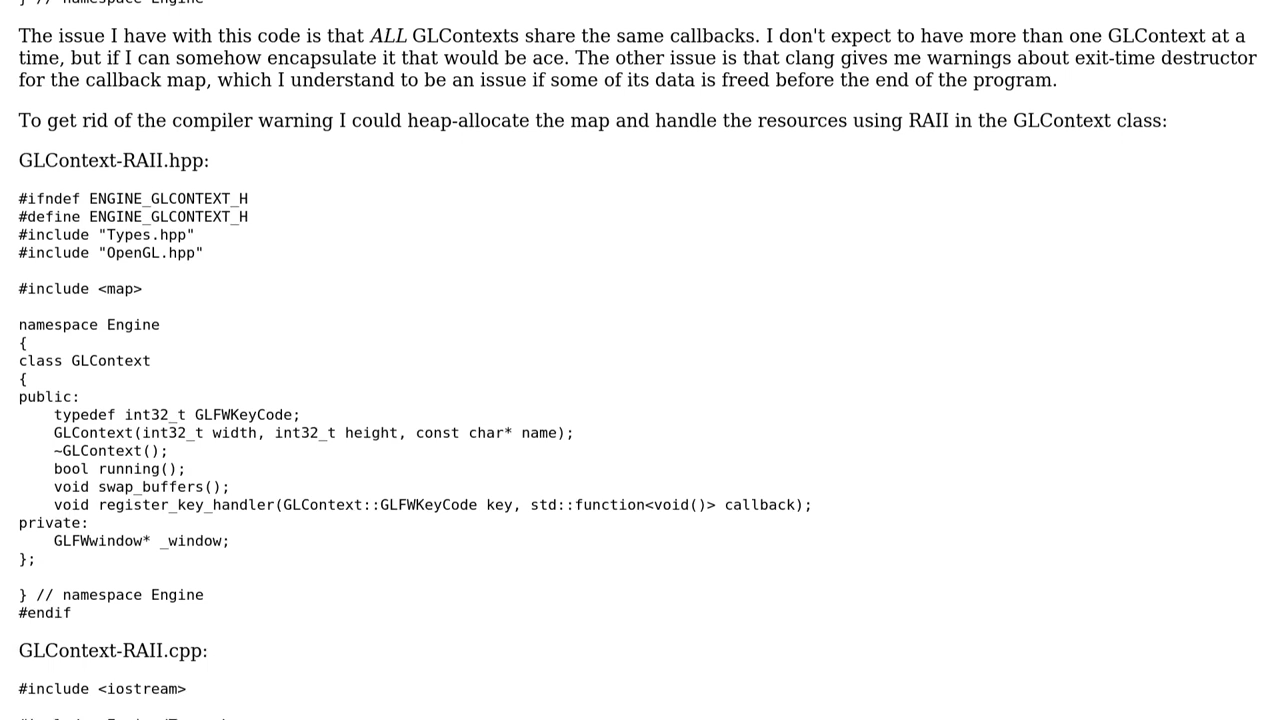 } // namespace Engine
The issue I have with this code is that ALL GLContexts share the same callbacks. I don't expect to have more than one GLContext at a
time, but if I can somehow encapsulate it that would be ace. The other issue is that clang gives me warnings about exit-time destructor
for the callback map, which I understand to be an issue if some of its data is freed before the end of the program.
To get rid of the compiler warning I could heap-allocate the map and handle the resources using RAII in the GLContext class:
GLContext-RAII.hpp:
#ifndef ENGINE_GLCONTEXT_H
#define ENGINE_GLCONTEXT_H
#include "Types.hpp"
#include "OpenGL.hpp"
#include <map>
namespace Engine
{
class GLContext
{
public:
    typedef int32_t GLFWKeyCode;
    GLContext(int32_t width, int32_t height, const char* name);
    ~GLContext();
    bool running();
    void swap_buffers();
    void register_key_handler(GLContext::GLFWKeyCode key, std::function<void()> callback);
private:
    GLFWwindow* _window;
};
} // namespace Engine
#endif
GLContext-RAII.cpp:
#include <iostream>